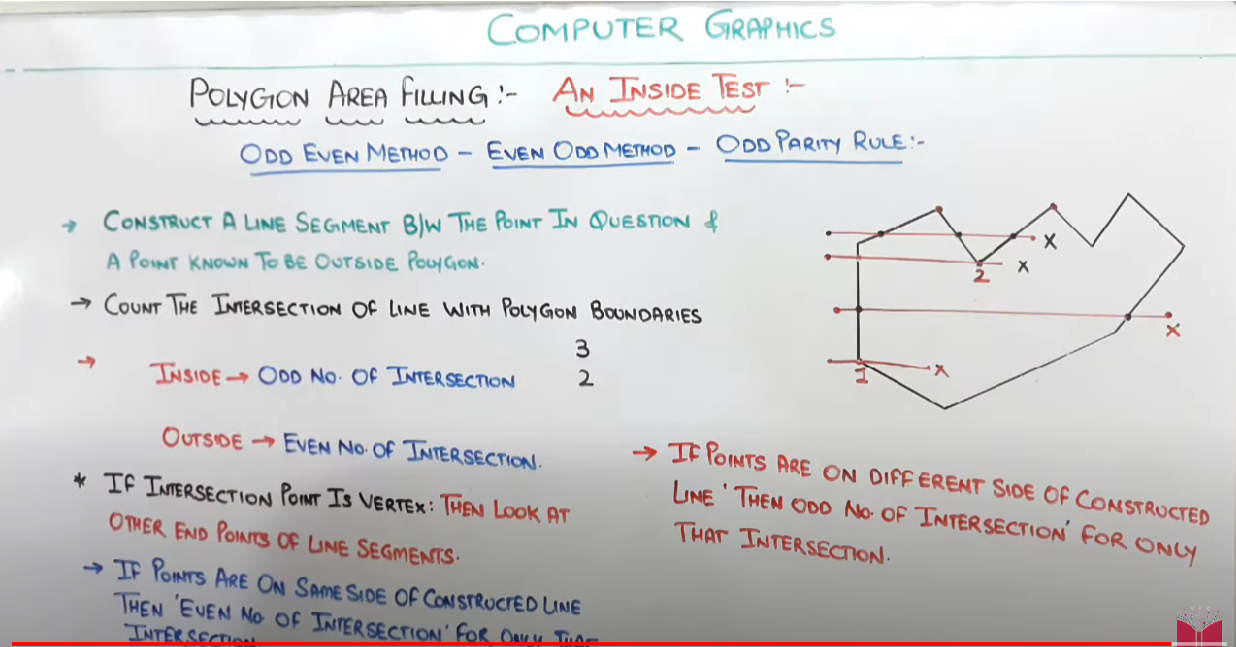 COMPUTER GRAPHICS
POLYGON AREA FILLING :- AN INSIDE TEST :-
ODD EVEN METHOD - EVEN ODD METHOD - ODD PARITY RULE:-
→ CONSTRUCT A LINE SEGMENT B/W THE POINT IN QUESTION &
A POINT KNOWN TO BE OUTSIDE POLYGON.
→ COUNT THE INTERSECTION OF LINE WITH POLYGON BOUNDARIES
3
→ INSIDE → ODD NO. OF INTERSECTION 2
OUTSIDE → EVEN NO. OF INTERSECTION.
* IF INTERSECTION POINT IS VERTEX: THEN LOOK AT
OTHER END POINTS OF LINE SEGMENTS.
→ IF POINTS ARE ON SAME SIDE OF CONSTRUCTED LINE
THEN 'EVEN NO OF INTERSECTION' FOR ONLY
INTERSECTION
X
2 X
X
1 X
→ IF POINTS ARE ON DIFFERENT SIDE OF CONSTRUCTED
LINE 'THEN ODD NO. OF INTERSECTION' FOR ONLY
THAT INTERSECTION.